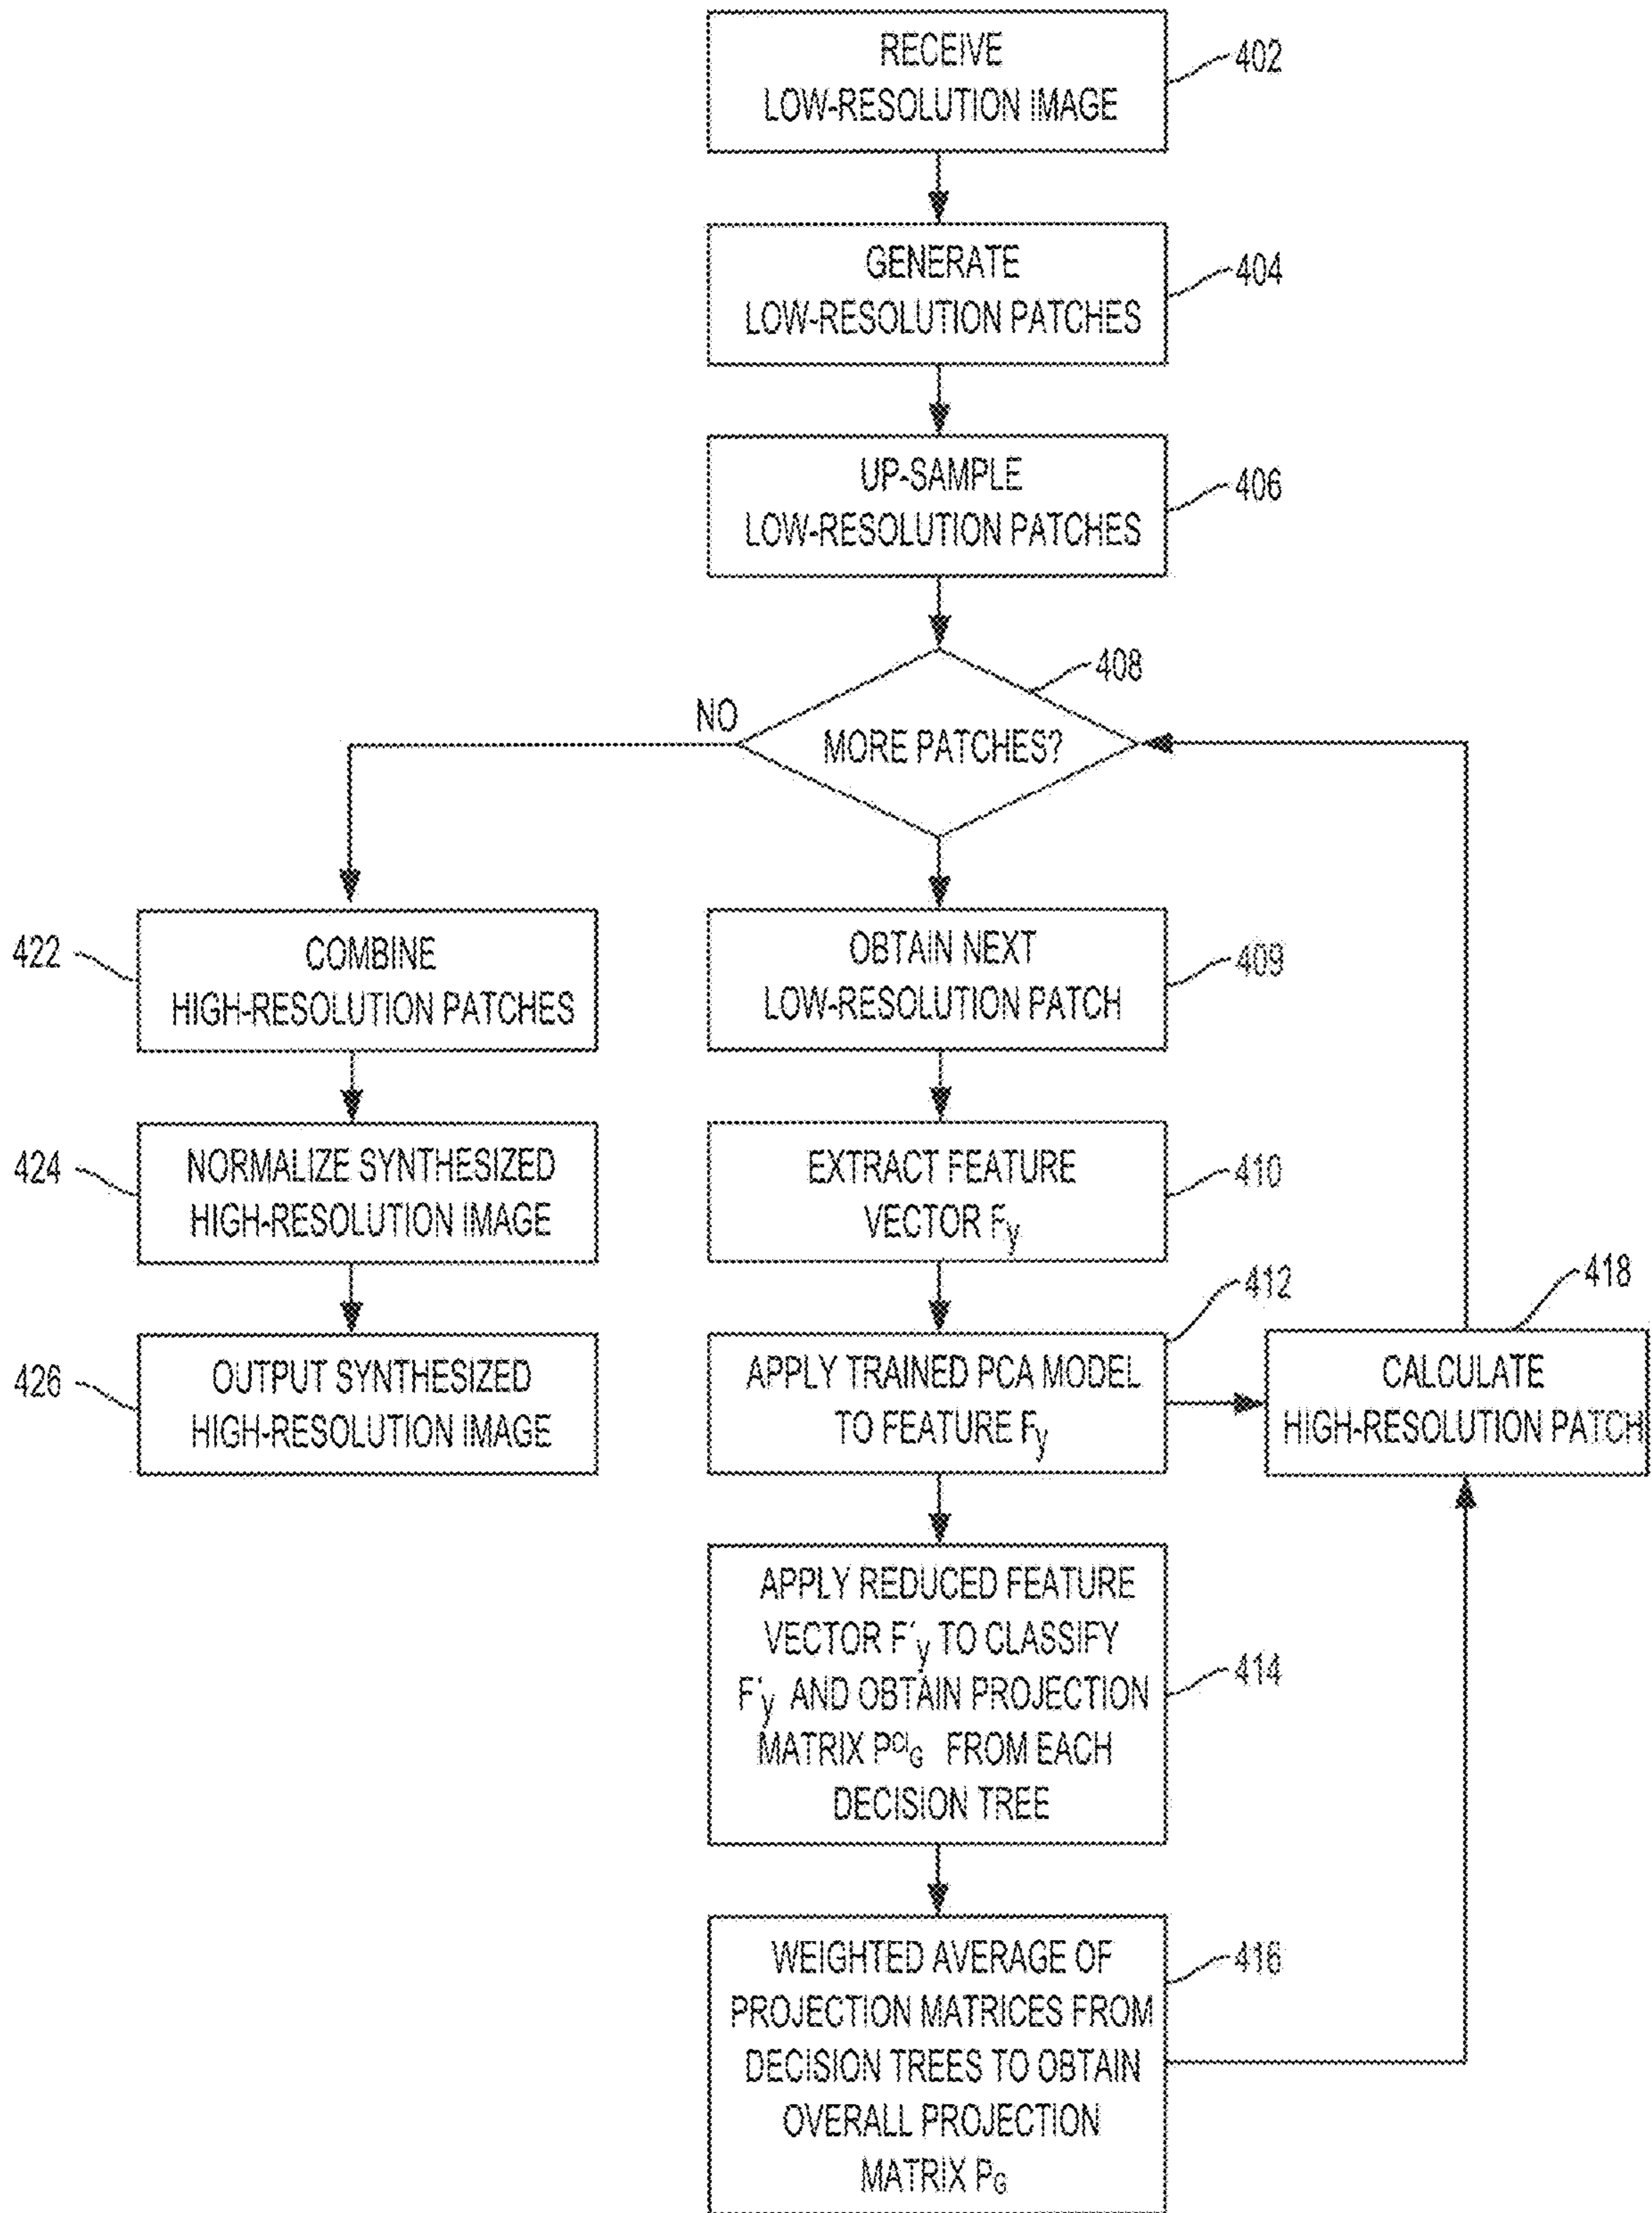 RECEIVE
LOW-RESOLUTION IMAGE
402
GENERATE
LOW-RESOLUTION PATCHES
404
UP-SAMPLE
LOW-RESOLUTION PATCHES
406
408
NO
MORE PATCHES?
422
COMBINE
HIGH-RESOLUTION PATCHES
OBTAIN NEXT
LOW-RESOLUTION PATCH
409
424
NORMALIZE SYNTHESIZED
HIGH-RESOLUTION IMAGE
EXTRACT FEATURE
VECTOR Fy
410
412
418
426
OUTPUT SYNTHESIZED
HIGH-RESOLUTION IMAGE
APPLY TRAINED PCA MODEL
TO FEATURE Fy
CALCULATE
HIGH-RESOLUTION PATCH
APPLY REDUCED FEATURE
VECTOR F'y TO CLASSIFY
F'y AND OBTAIN PROJECTION
MATRIX P FROM EACH
DECISION TREE
414
WEIGHTED AVERAGE OF
PROJECTION MATRICES FROM
DECISION TREES TO OBTAIN
OVERALL PROJECTION
MATRIX PG
416